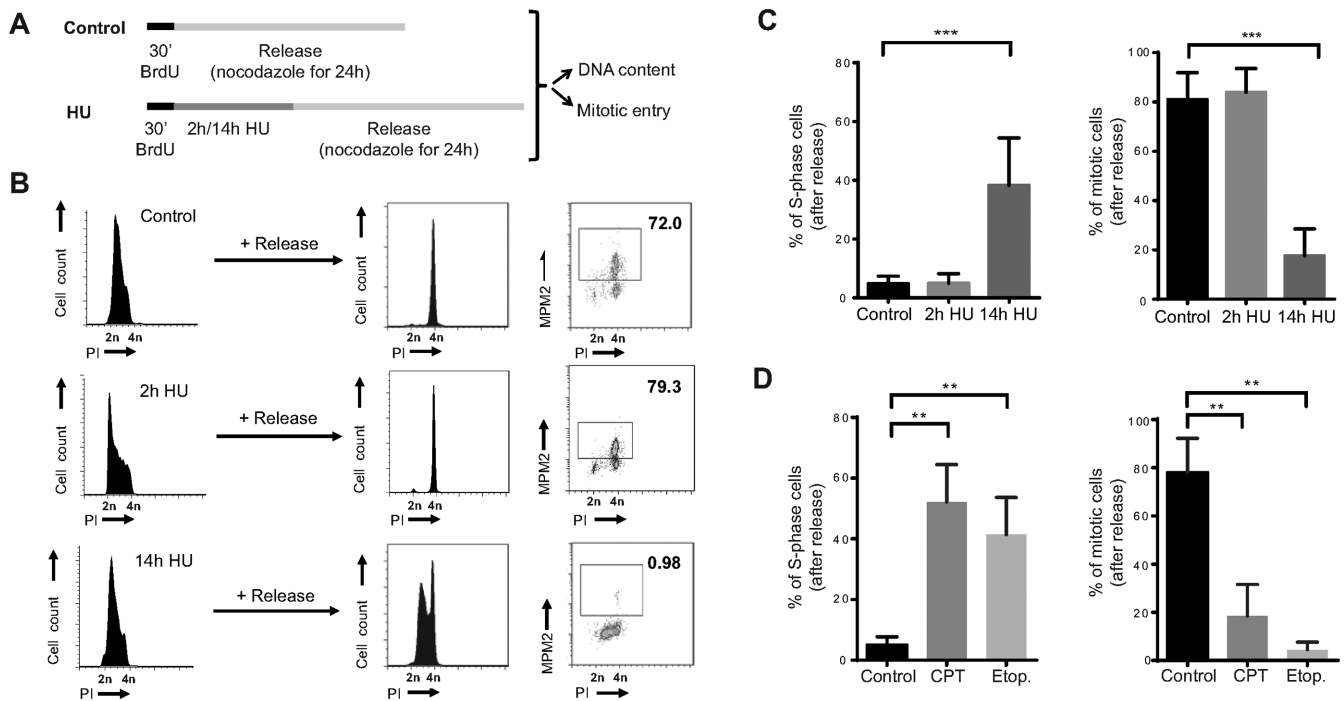 A
Control
30’
BrdU
Release
(nocodazole for 24h)
HU
30’
BrdU
2h/14h HU
Release
(nocodazole for 24h)
DNA content
Mitotic entry
B
Control
Cell count
2n 4n
PI
+ Release
Cell count
2n 4n
PI
MPM2
72.0
2n 4n
PI
2h HU
Cell count
2n 4n
PI
+ Release
Cell count
2n 4n
PI
MPM2
79.3
2n 4n
PI
14h HU
Cell count
2n 4n
PI
+ Release
Cell count
2n 4n
PI
MPM2
0.98
2n 4n
PI
C
% of S-phase cells
(after release)
80
60
40
20
0
***
Control 2h HU 14h HU
% of mitotic cells
(after release)
100
80
60
40
20
0
***
Control 2h HU 14h HU
D
% of S-phase cells
(after release)
80
60
40
20
0
**
**
Control CPT Etop.
% of mitotic cells
(after release)
100
80
60
40
20
0
**
**
Control CPT Etop.